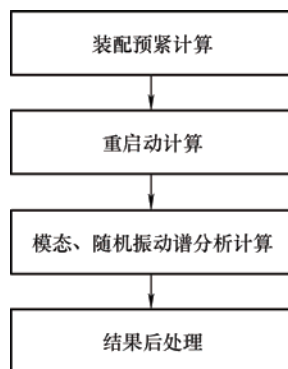 装配预紧计算
重启动计算
模态、随机振动谱分析计算
结果后处理